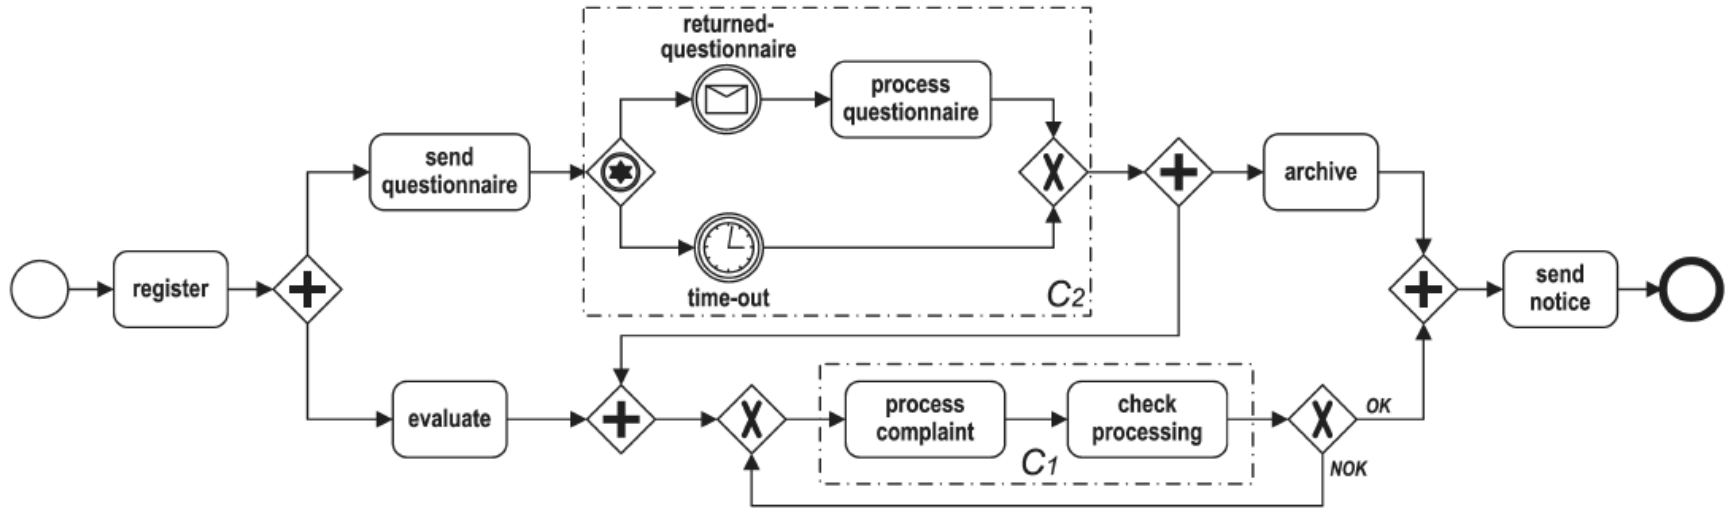 returned-
questionnaire
process
questionnaire
send
questionnaire
archive
time-out
C2
register
send
notice
evaluate
process
complaint
check
processing
OK
C1
NOK